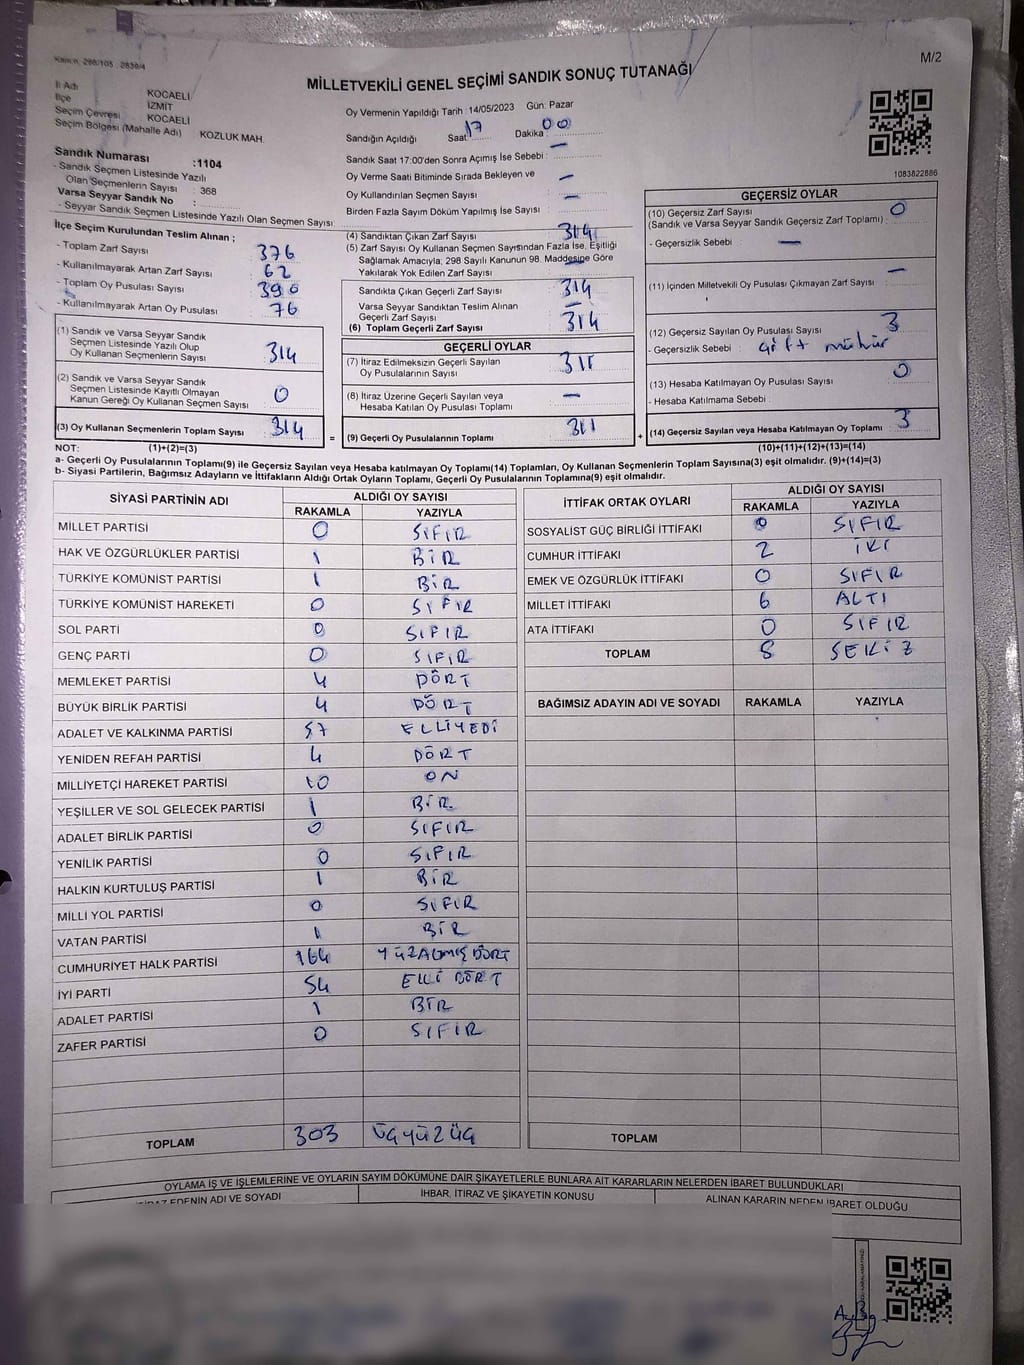 M/2
MİLLETVEKİLİ GENEL SEÇİMİ SANDIK SONUÇ TUTANAĞI
İl Adı KOCAELİ
İlçe İZMİT
Seçim Çevresi KOCAELİ
Seçim Bölgesi (Mahalle Adı) KOZLUK MAH.
Sandık Numarası :1104
- Sandık Seçmen Listesinde Yazılı
Olan Seçmenlerin Sayısı : 368
Varsa Seyyar Sandık No :
- Seyyar Sandık Seçmen Listesinde Yazılı Olan Seçmen Sayısı:
Oy Vermenin Yapıldığı Tarih : 14/05/2023 Gün: Pazar
Sandığın Açıldığı Saat 17 Dakika 00
Sandık Saat 17:00'den Sonra Açımış İse Sebebi : —
Oy Verme Saati Bitiminde Sırada Bekleyen ve —
Oy Kullandırılan Seçmen Sayısı : —
Birden Fazla Sayım Döküm Yapılmış İse Sayısı :
1083822886
İlçe Seçim Kurulundan Teslim Alınan ;
- Toplam Zarf Sayısı 376
- Kullanılmayarak Artan Zarf Sayısı 62
- Toplam Oy Pusulası Sayısı 390
- Kullanılmayarak Artan Oy Pusulası 76
(1) Sandık ve Varsa Seyyar Sandık
Seçmen Listesinde Yazılı Olup
Oy Kullanan Seçmenlerin Sayısı 314
(2) Sandık ve Varsa Seyyar Sandık
Seçmen Listesinde Kayıtlı Olmayan
Kanun Gereği Oy Kullanan Seçmen Sayısı 0
(3) Oy Kullanan Seçmenlerin Toplam Sayısı 314
(4) Sandıktan Çıkan Zarf Sayısı 314
(5) Zarf Sayısı Oy Kullanan Seçmen Sayısından Fazla İse, Eşitliği
Sağlamak Amacıyla; 298 Sayılı Kanunun 98. Maddesine Göre
Yakılarak Yok Edilen Zarf Sayısı —
Sandıkta Çıkan Geçerli Zarf Sayısı 314
Varsa Seyyar Sandıktan Teslim Alınan
Geçerli Zarf Sayısı —
(6) Toplam Geçerli Zarf Sayısı 314
GEÇERLİ OYLAR
(7) İtiraz Edilmeksizin Geçerli Sayılan
Oy Pusulalarının Sayısı 311
(8) İtiraz Üzerine Geçerli Sayılan veya
Hesaba Katılan Oy Pusulası Toplamı —
= (9) Geçerli Oy Pusulalarının Toplamı 311 +
GEÇERSİZ OYLAR
(10) Geçersiz Zarf Sayısı
(Sandık ve Varsa Seyyar Sandık Geçersiz Zarf Toplamı) : 0
- Geçersizlik Sebebi : —
(11) İçinden Milletvekili Oy Pusulası Çıkmayan Zarf Sayısı : —
(12) Geçersiz Sayılan Oy Pusulası Sayısı : 3
- Geçersizlik Sebebi : çift mühür
(13) Hesaba Katılmayan Oy Pusulası Sayısı : 0
- Hesaba Katılmama Sebebi :
(14) Geçersiz Sayılan veya Hesaba Katılmayan Oy Toplamı 3
NOT: (1)+(2)=(3) (10)+(11)+(12)+(13)=(14)
a- Geçerli Oy Pusulalarının Toplamı(9) ile Geçersiz Sayılan veya Hesaba katılmayan Oy Toplamı(14) Toplamları, Oy Kullanan Seçmenlerin Toplam Sayısına(3) eşit olmalıdır. (9)+(14)=(3)
b- Siyasi Partilerin, Bağımsız Adayların ve İttifakların Aldığı Oyların Toplamı, Geçerli Oy Pusulalarının Toplamına(9) eşit olmalıdır.
SİYASİ PARTİNİN ADI ALDIĞI OY SAYISI
RAKAMLA YAZIYLA
MİLLET PARTİSİ 0 SIFIR
HAK VE ÖZGÜRLÜKLER PARTİSİ 1 BİR
TÜRKİYE KOMÜNİST PARTİSİ 1 BİR
TÜRKİYE KOMÜNİST HAREKETİ 0 SIFIR
SOL PARTİ 0 SIFIR
GENÇ PARTİ 0 SIFIR
MEMLEKET PARTİSİ 4 DÖRT
BÜYÜK BİRLİK PARTİSİ 4 DÖRT
ADALET VE KALKINMA PARTİSİ 57 ELLİYEDİ
YENİDEN REFAH PARTİSİ 4 DÖRT
MİLLİYETÇİ HAREKET PARTİSİ 10 ON
YEŞİLLER VE SOL GELECEK PARTİSİ 1 BİR
ADALET BİRLİK PARTİSİ 0 SIFIR
YENİLİK PARTİSİ 0 SIFIR
HALKIN KURTULUŞ PARTİSİ 1 BİR
MİLLİ YOL PARTİSİ 0 SIFIR
VATAN PARTİSİ 1 BİR
CUMHURİYET HALK PARTİSİ 164 YÜZALTMIŞDÖRT
İYİ PARTİ 54 ELLİ DÖRT
ADALET PARTİSİ 1 BİR
ZAFER PARTİSİ 0 SIFIR
TOPLAM 303 ÜÇYÜZÜÇ
İTTİFAK ORTAK OYLARI ALDIĞI OY SAYISI
RAKAMLA YAZIYLA
SOSYALİST GÜÇ BİRLİĞİ İTTİFAKI 0 SIFIR
CUMHUR İTTİFAKI 2 İKİ
EMEK VE ÖZGÜRLÜK İTTİFAKI 0 SIFIR
MİLLET İTTİFAKI 6 ALTI
ATA İTTİFAKI 0 SIFIR
TOPLAM 8 SEKİZ
BAĞIMSIZ ADAYIN ADI VE SOYADI RAKAMLA YAZIYLA
TOPLAM
OYLAMA İŞ VE İŞLEMLERİNE VE OYLARIN SAYIM DÖKÜMÜNE DAİR ŞİKAYETLERLE BUNLARA AİT KARARLARIN NELERDEN İBARET BULUNDUKLARI
İTİRAZ EDENİN ADI VE SOYADI İHBAR, İTİRAZ VE ŞİKAYETİN KONUSU ALINAN KARARIN NEDEN İBARET OLDUĞU